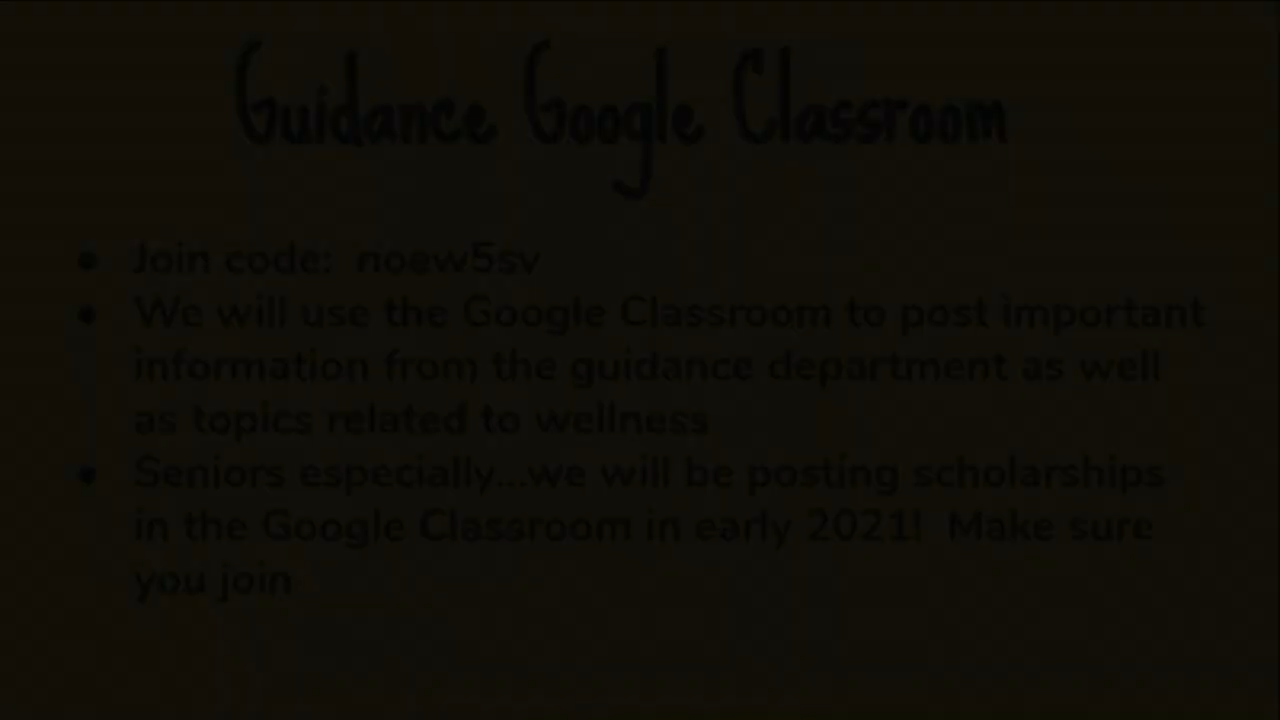 Guidance Google Classroom
● Join code:  noew5sv
● We will use the Google Classroom to post important
information from the guidance department as well
as topics related to wellness
● Seniors especially...we will be posting scholarships
in the Google Classroom in early 2021!  Make sure
you join